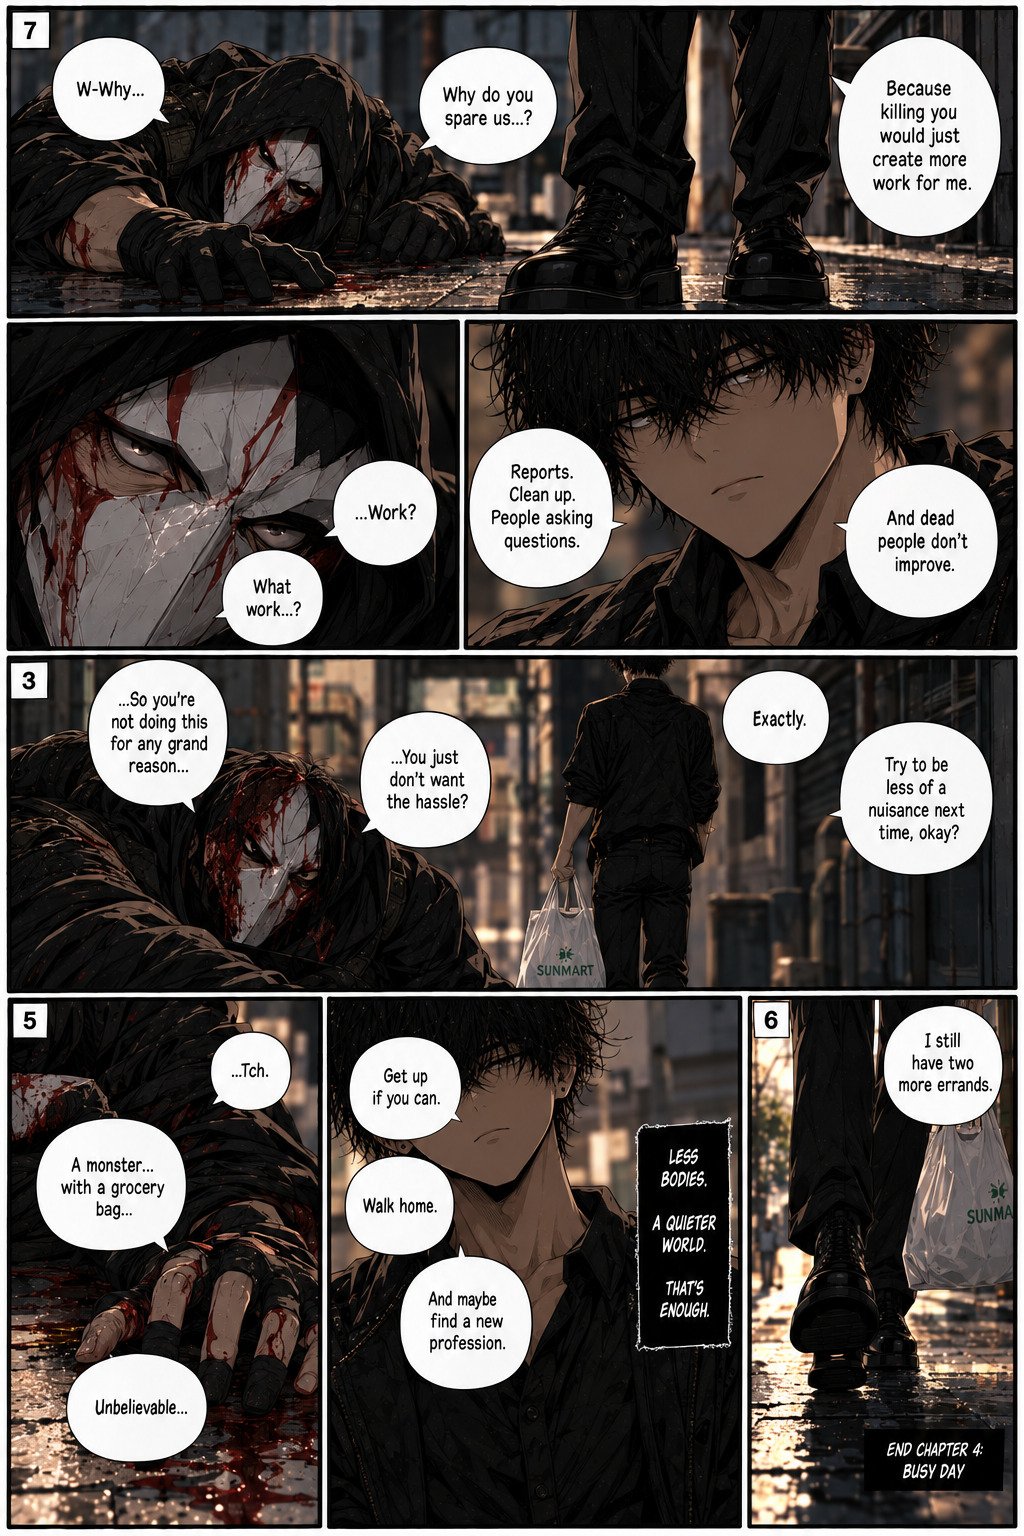 7
W-Why...
Why do you
spare us...?
Because
killing you
would just
create more
work for me.
...Work?
What
work...?
Reports.
Clean up.
People asking
questions.
And dead
people don't
improve.
3
...So you're
not doing this
for any grand
reason...
...You just
don't want
the hassle?
Exactly.
Try to be
less of a
nuisance next
time, okay?
SUNMART
5
...Tch.
A monster...
with a grocery
bag...
Unbelievable...
Get up
if you can.
Walk home.
And maybe
find a new
profession.
LESS
BODIES.
A QUIETER
WORLD.
THAT'S
ENOUGH.
6
I still
have two
more errands.
SUNMA
END CHAPTER 4:
BUSY DAY